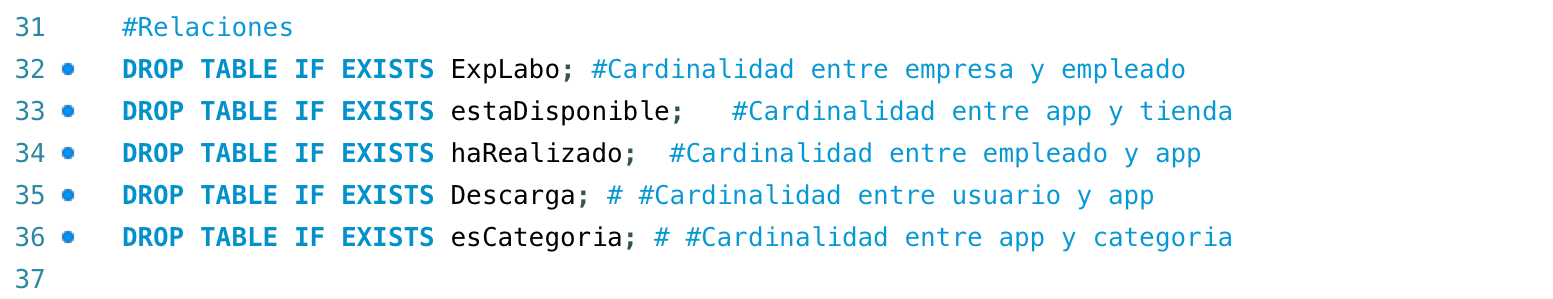 31 #Relaciones
32 DROP TABLE IF EXISTS ExpLabo; #Cardinalidad entre empresa y empleado
33 DROP TABLE IF EXISTS estaDisponible;   #Cardinalidad entre app y tienda
34 DROP TABLE IF EXISTS haRealizado;  #Cardinalidad entre empleado y app
35 DROP TABLE IF EXISTS Descarga; # #Cardinalidad entre usuario y app
36 DROP TABLE IF EXISTS esCategoria; # #Cardinalidad entre app y categoria
37